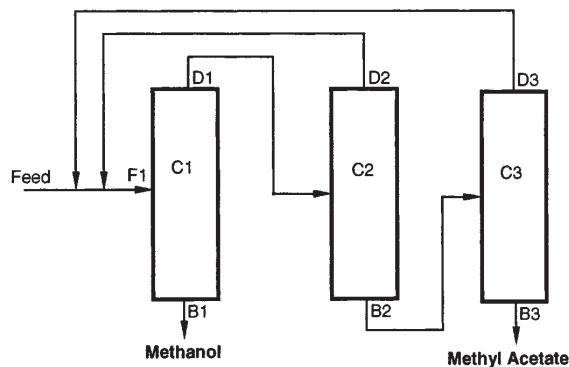 D1
D2
D3
C1
C2
C3
Feed
F1
B1
B2
B3
Methanol
Methyl Acetate